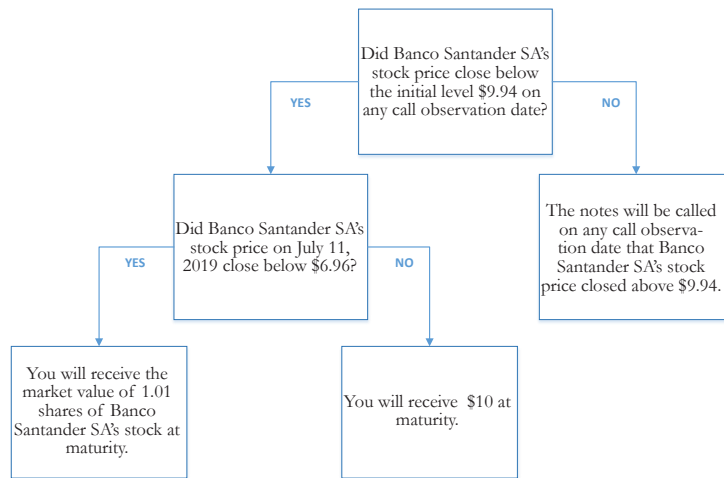 Did Banco Santander SA's
stock price close below
the initial level $9.94 on
any call observation date?
YES
NO
Did Banco Santander SA's
stock price on July 11,
2019 close below $6.96?
The notes will be called
on any call observa-
tion date that Banco
Santander SA's stock
price closed above $9.94.
YES
NO
You will receive the
market value of 1.01
shares of Banco
Santander SA's stock at
maturity.
You will receive $10 at
maturity.